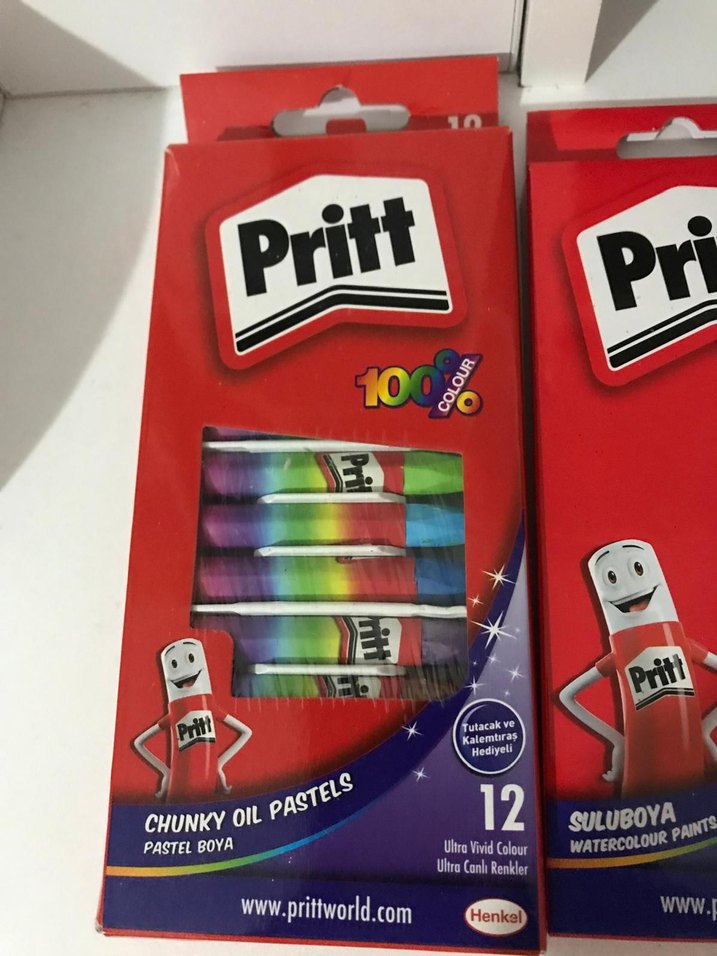 12
Pritt
100% COLOUR
Pritt
Pritt
Tutacak ve
Kalemtıraş
Hediyeli
CHUNKY OIL PASTELS
PASTEL BOYA
12
Ultra Vivid Colour
Ultra Canlı Renkler
www.prittworld.com
Henkel
Pri
Pritt
SULUBOYA
WATERCOLOUR PAINTS
www.p